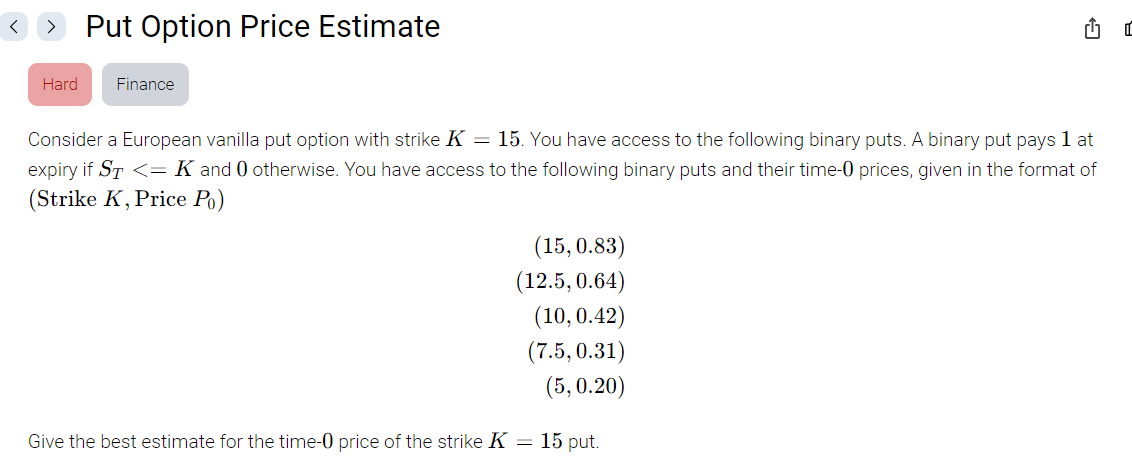 Put Option Price Estimate
Hard
Finance
Consider a European vanilla put option with strike K = 15. You have access to the following binary puts. A binary put pays 1 at
expiry if S_T <= K and 0 otherwise. You have access to the following binary puts and their time-0 prices, given in the format of
(Strike K, Price P_0)
(15, 0.83)
(12.5, 0.64)
(10, 0.42)
(7.5, 0.31)
(5, 0.20)
Give the best estimate for the time-0 price of the strike K = 15 put.